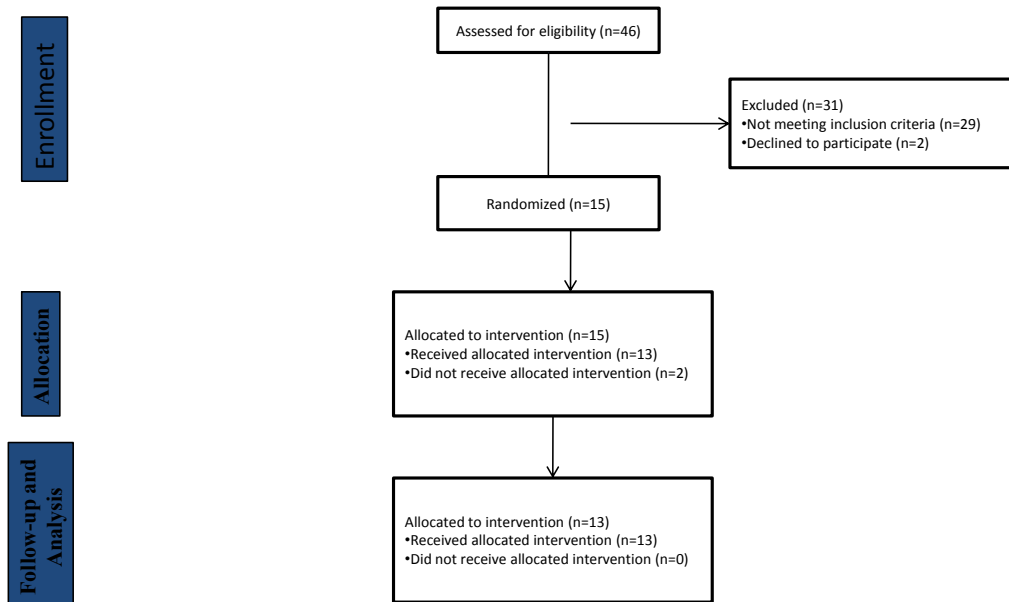 Enrollment
Assessed for eligibility (n=46)
Excluded (n=31)
•Not meeting inclusion criteria (n=29)
•Declined to participate (n=2)
Randomized (n=15)
Allocation
Allocated to intervention (n=15)
•Received allocated intervention (n=13)
•Did not receive allocated intervention (n=2)
Follow-up and
Analysis
Allocated to intervention (n=13)
•Received allocated intervention (n=13)
•Did not receive allocated intervention (n=0)